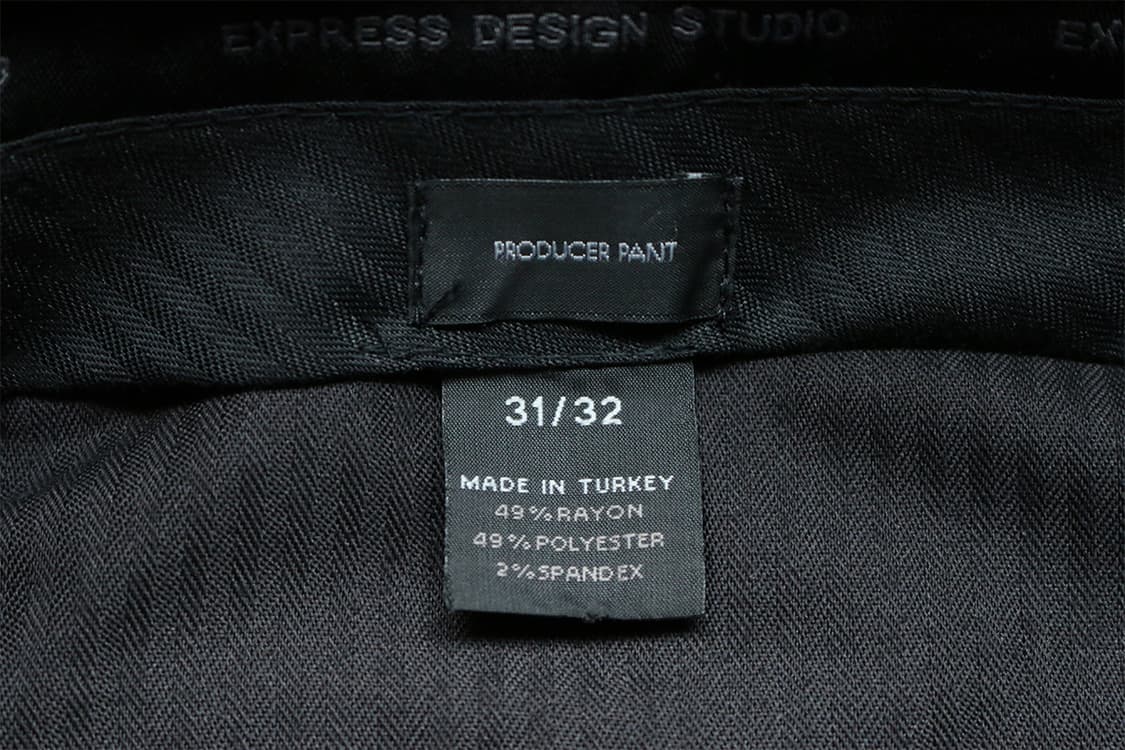 EXPRESS DESIGN STUDIO
PRODUCER PANT
31/32
MADE IN TURKEY
49%RAYON
49%POLYESTER
2%SPANDEX